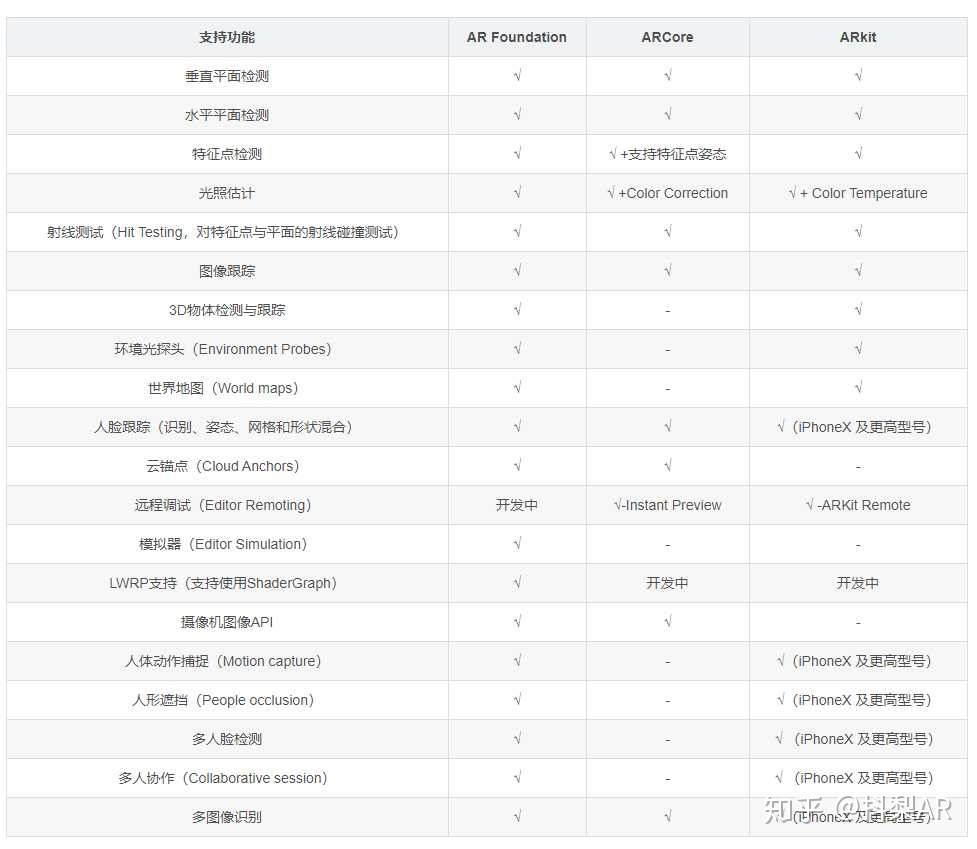 支持功能 AR Foundation ARCore ARkit
垂直平面检测 √ √ √
水平平面检测 √ √ √
特征点检测 √ √ +支持特征点姿态 √
光照估计 √ √ +Color Correction √ + Color Temperature
射线测试（Hit Testing，对特征点与平面的射线碰撞测试） √ √ √
图像跟踪 √ √ √
3D物体检测与跟踪 √ - √
环境光探头（Environment Probes） √ - √
世界地图（World maps） √ - √
人脸跟踪（识别、姿态、网格和形状混合） √ √ √（iPhoneX 及更高型号）
云锚点（Cloud Anchors） √ √ -
远程调试（Editor Remoting） 开发中 √-Instant Preview √ -ARKit Remote
模拟器（Editor Simulation） √ - -
LWRP支持（支持使用ShaderGraph） √ 开发中 开发中
摄像机图像API √ √ -
人体动作捕捉（Motion capture） √ - √（iPhoneX 及更高型号）
人形遮挡（People occlusion） √ - √（iPhoneX 及更高型号）
多人脸检测 √ - √ （iPhoneX 及更高型号）
多人协作（Collaborative session） √ - √ （iPhoneX 及更高型号）
多图像识别 √ √ （iPhoneX 及更高型号）
知乎 @抖梨AR